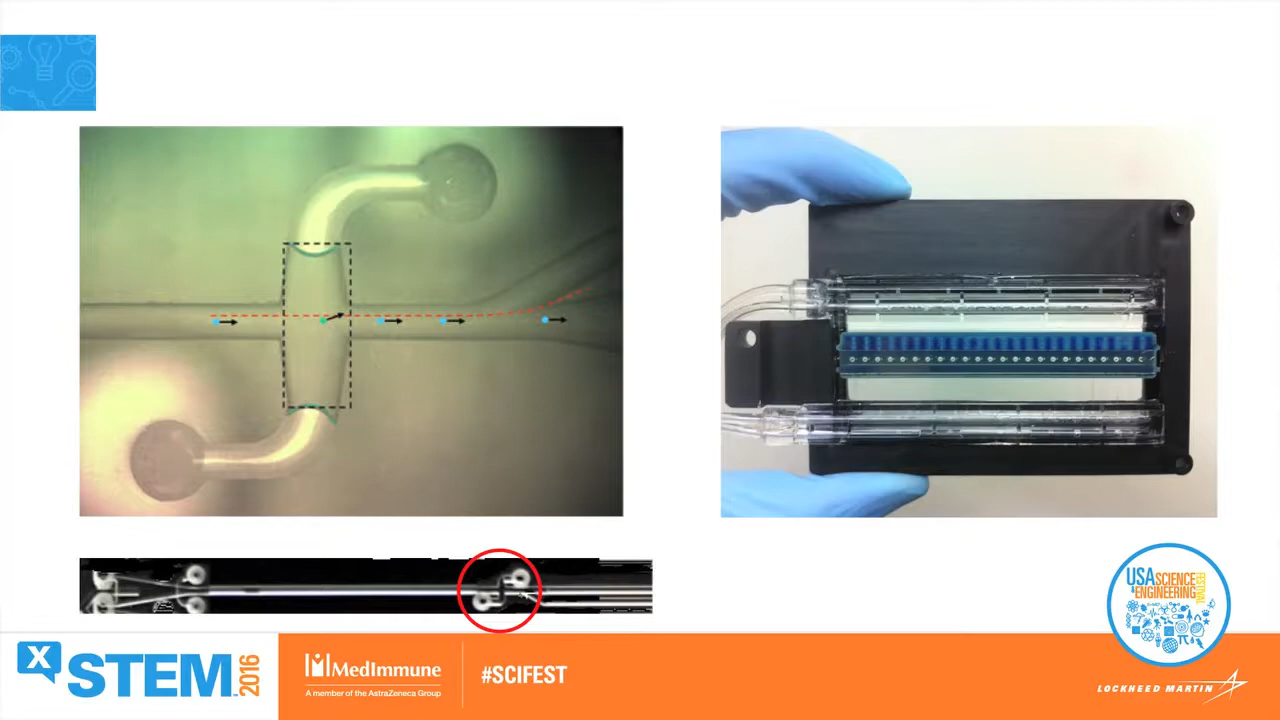 X STEM 2016
MedImmune
A member of the AstraZeneca Group
#SCIFEST
USA SCIENCE
& ENGINEERING
FESTIVAL
LOCKHEED MARTIN